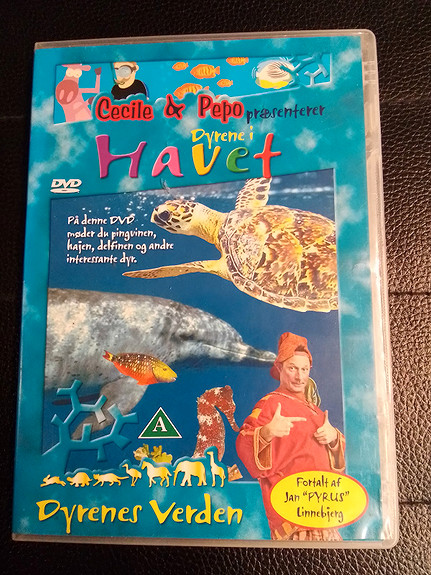 Cecile & Pepo præsenterer
Dyrene i
Havet
DVD
På denne DVD
møder du pingvinen,
hajen, delfinen og andre
interessante dyr.
A
Fortalt af
Jan "PYRUS"
Linnebjerg
Dyrenes Verden